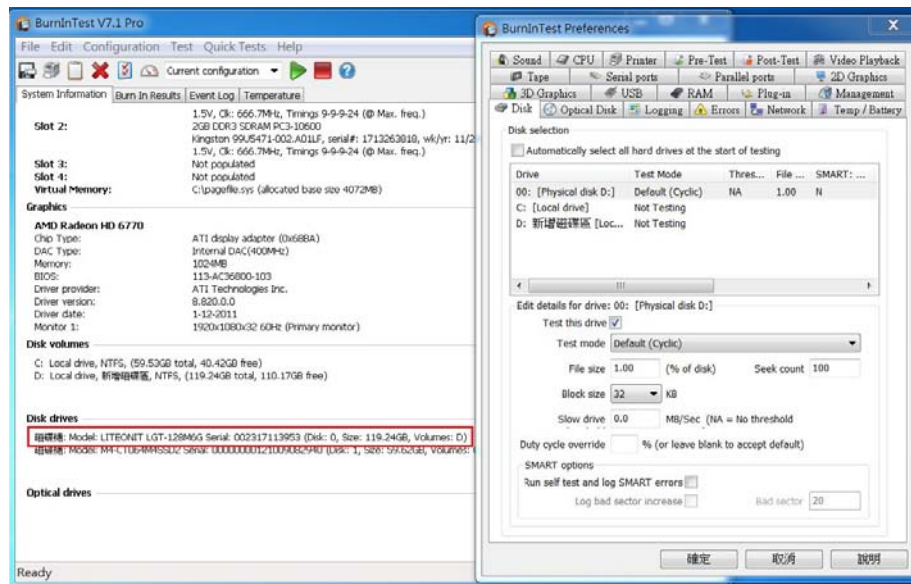 BurnInTest V7.1 Pro
File Edit Configuration Test Quick Tests Help
Current configuration
System Information Burn In Results Event Log Temperature
1.5V, Clk: 666.7MHz, Timings 9-9-9-24 (@ Max. freq.)
Slot 2: 2GB DDR3 SDRAM PC3-10600
Kingston 99U5471-002.A01LF, serial#: 1713263818, wk/yr: 11/2
1.5V, Clk: 666.7MHz, Timings 9-9-9-24 (@ Max. freq.)
Slot 3: Not populated
Slot 4: Not populated
Virtual Memory: C:\pagefile.sys (allocated base size 4072MB)
Graphics
AMD Radeon HD 6770
Chip Type: ATI display adapter (0x68BA)
DAC Type: Internal DAC(400MHz)
Memory: 1024MB
BIOS: 113-AC36800-103
Driver provider: ATI Technologies Inc.
Driver version: 8.820.0.0
Driver date: 1-12-2011
Monitor 1: 1920x1080x32 60Hz (Primary monitor)
Disk volumes
C: Local drive, NTFS, (59.53GB total, 40.42GB free)
D: Local drive, 新增磁碟區, NTFS, (119.24GB total, 110.17GB free)
Disk drives
磁碟機: Model: LITEONIT LGT-128M6G Serial: 002317113953 (Disk: 0, Size: 119.24GB, Volumes: D)
磁碟機: Model: M4-CT064M4SSD2 Serial: 00000000121009082940 (Disk: 1, Size: 59.62GB, Volumes:
Optical drives
Ready
BurnInTest Preferences
Sound CPU Printer Pre-Test Post-Test Video Playback
Tape Serial ports Parallel ports 2D Graphics
3D Graphics USB RAM Plug-in Management
Disk Optical Disk Logging Errors Network Temp / Battery
Disk selection
Automatically select all hard drives at the start of testing
Drive Test Mode Thres... File ... SMART: ...
00: [Physical disk D:] Default (Cyclic) NA 1.00 N
C: [Local drive] Not Testing
D: 新增磁碟區 [Loc... Not Testing
Edit details for drive: 00: [Physical disk D:]
Test this drive
Test mode Default (Cyclic)
File size 1.00 (% of disk) Seek count 100
Block size 32 KB
Slow drive 0.0 MB/Sec (NA = No threshold
Duty cycle override % (or leave blank to accept default)
SMART options
Run self test and log SMART errors
Log bad sector increase Bad sector 20
確定 取消 說明